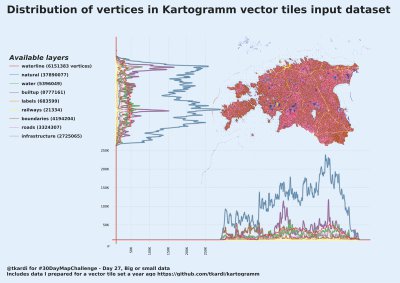 Distribution of vertices in Kartogramm vector tiles input dataset
Available layers
waterline (6151383 vertices)
natural (37890077)
water (5396049)
builtup (8777161)
labels (683599)
railways (21334)
boundaries (4194204)
roads (3324307)
infrastructure (2725065)
250K
200K
150K
100K
50K
0
50K
100K
150K
200K
250K
@tkardi for #30DayMapChallenge - Day 27, Big or small data
Includes data I prepared for a vector tile set a year ago https://github.com/tkardi/kartogramm